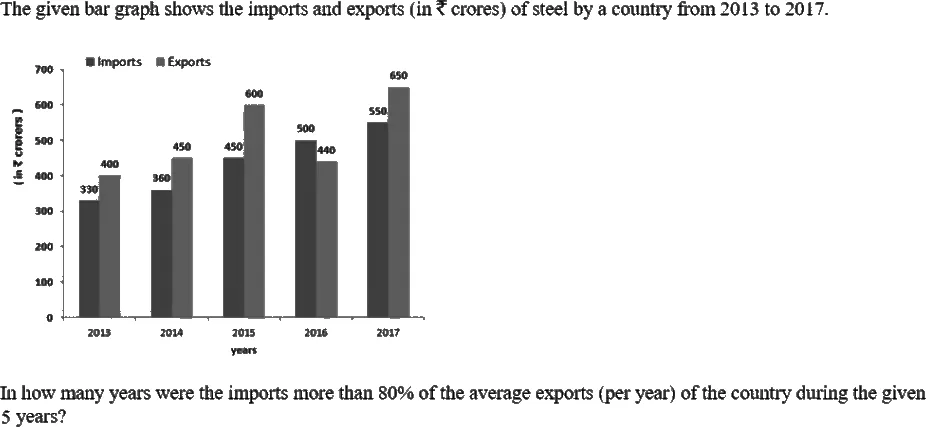 The given bar graph shows the imports and exports (in ₹ crores) of steel by a country from 2013 to 2017.
Imports Exports
700
600
500
400
300
200
100
0
(in ₹ crorers)
330 400
360 450
450 600
500 440
550 650
2013 2014 2015 2016 2017
years
In how many years were the imports more than 80% of the average exports (per year) of the country during the given
5 years?